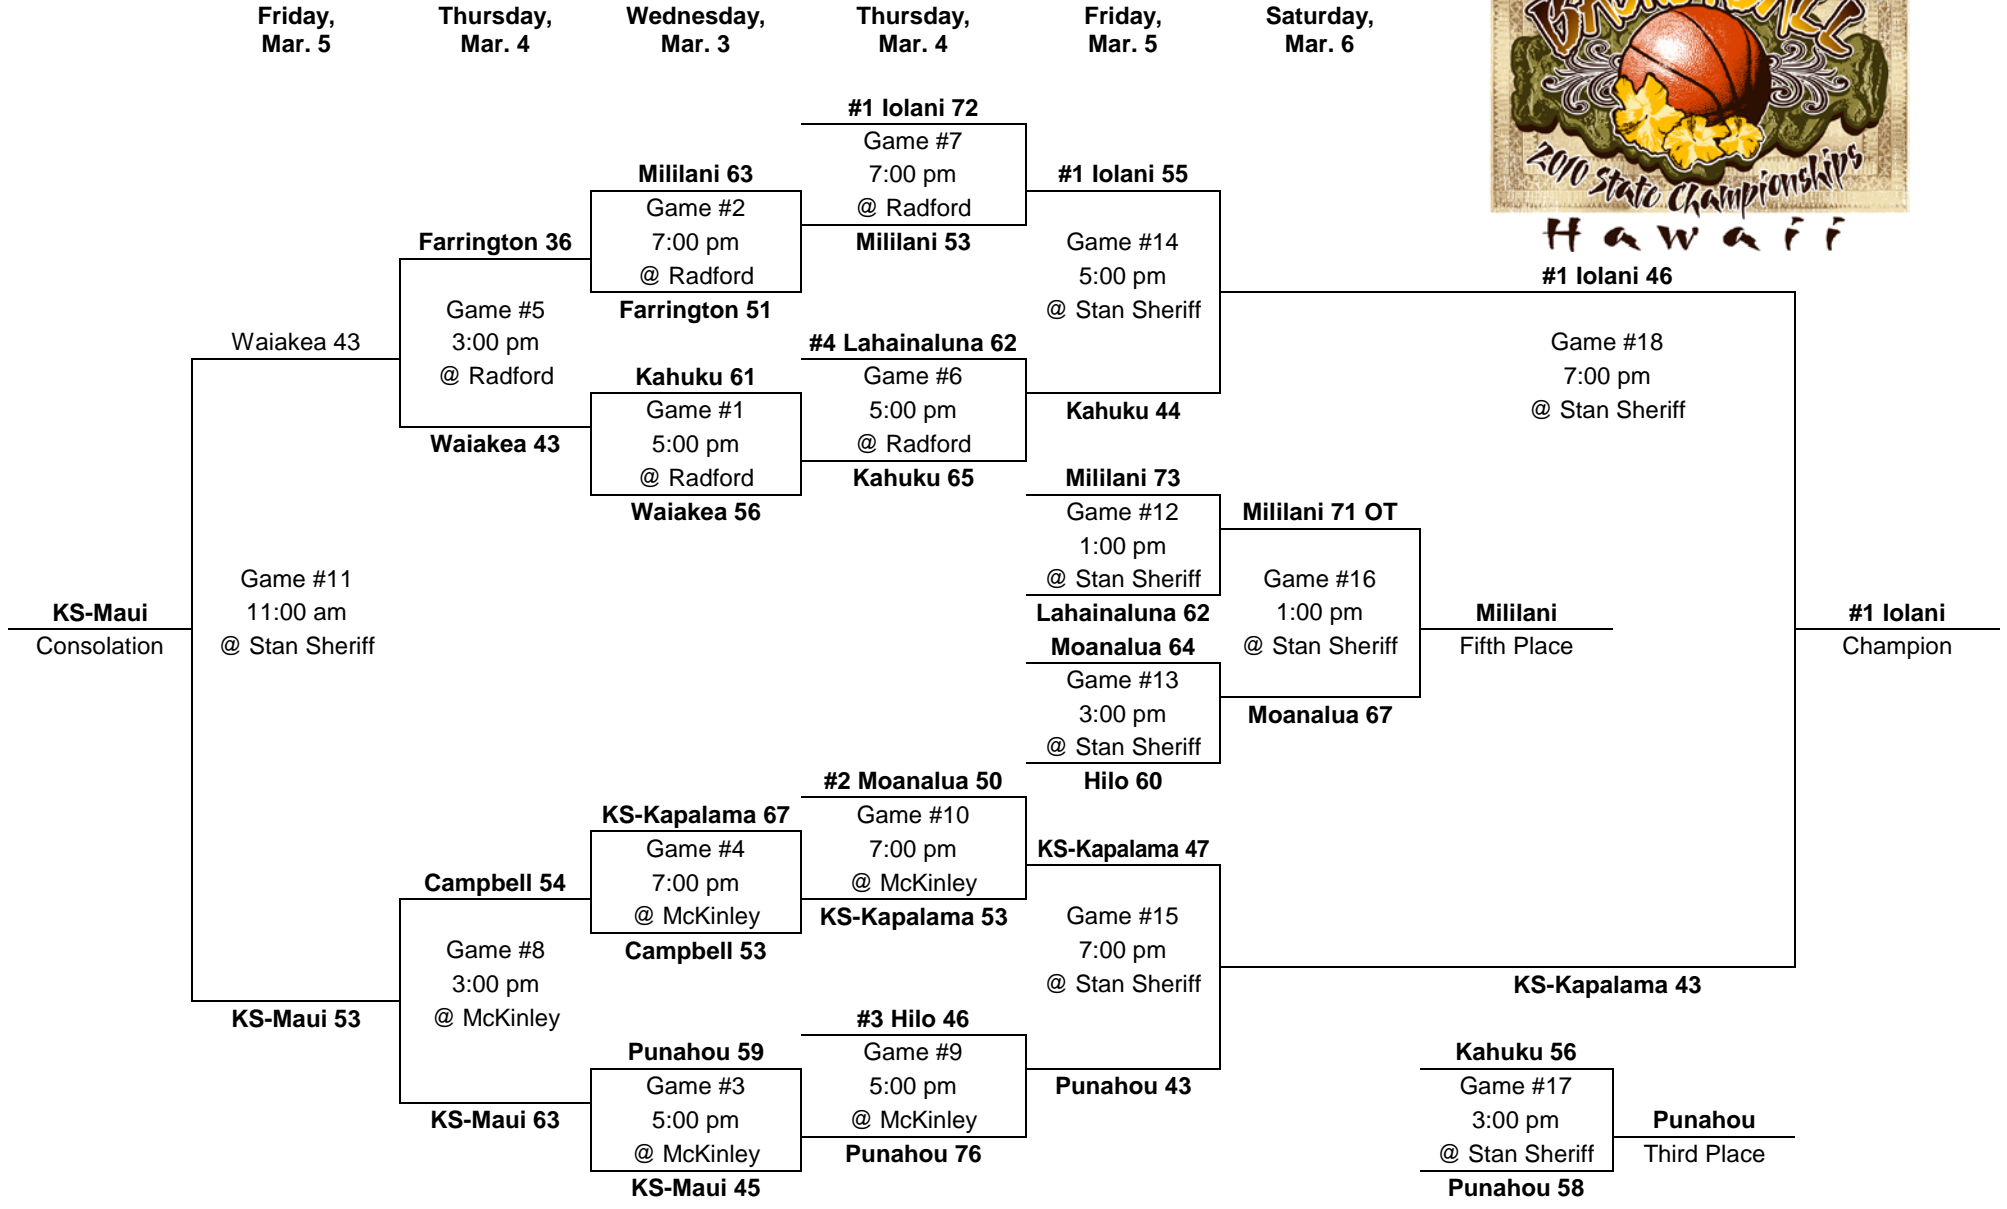 Friday,
Mar. 5
Thursday,
Mar. 4
Wednesday,
Mar. 3
Thursday,
Mar. 4
Friday,
Mar. 5
Saturday,
Mar. 6
BASKETBALL
2010 State Championships
Hawaii
#1 Iolani 72
Game #7
7:00 pm
@ Radford
Mililani 53
Mililani 63
Game #2
7:00 pm
@ Radford
Farrington 51
#1 Iolani 55
Game #14
5:00 pm
@ Stan Sheriff
Kahuku 44
Farrington 36
Game #5
3:00 pm
@ Radford
Waiakea 43
#1 Iolani 46
Game #18
7:00 pm
@ Stan Sheriff
KS-Kapalama 43
Waiakea 43
Game #11
11:00 am
@ Stan Sheriff
KS-Maui 53
#4 Lahainaluna 62
Game #6
5:00 pm
@ Radford
Kahuku 65
Kahuku 61
Game #1
5:00 pm
@ Radford
Waiakea 56
Mililani 73
Game #12
1:00 pm
@ Stan Sheriff
Lahainaluna 62
Mililani 71 OT
Game #16
1:00 pm
@ Stan Sheriff
Moanalua 67
KS-Maui
Consolation
Mililani
Fifth Place
#1 Iolani
Champion
Moanalua 64
Game #13
3:00 pm
@ Stan Sheriff
Hilo 60
#2 Moanalua 50
Game #10
7:00 pm
@ McKinley
KS-Kapalama 53
KS-Kapalama 67
Game #4
7:00 pm
@ McKinley
Campbell 53
KS-Kapalama 47
Game #15
7:00 pm
@ Stan Sheriff
Punahou 43
Campbell 54
Game #8
3:00 pm
@ McKinley
KS-Maui 63
#3 Hilo 46
Game #9
5:00 pm
@ McKinley
Punahou 76
Punahou 59
Game #3
5:00 pm
@ McKinley
KS-Maui 45
Kahuku 56
Game #17
3:00 pm
@ Stan Sheriff
Punahou 58
Punahou
Third Place